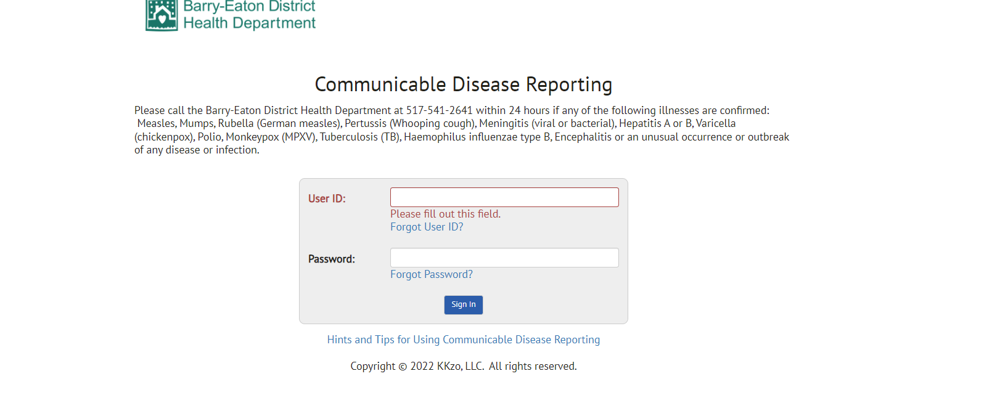 Barry-Eaton District
Health Department
Communicable Disease Reporting
Please call the Barry-Eaton District Health Department at 517-541-2641 within 24 hours if any of the following illnesses are confirmed:
Measles, Mumps, Rubella (German measles), Pertussis (Whooping cough), Meningitis (viral or bacterial), Hepatitis A or B, Varicella
(chickenpox), Polio, Monkeypox (MPXV), Tuberculosis (TB), Haemophilus influenzae type B, Encephalitis or an unusual occurrence or outbreak
of any disease or infection.
User ID:
Please fill out this field.
Forgot User ID?
Password:
Forgot Password?
Sign In
Hints and Tips for Using Communicable Disease Reporting
Copyright © 2022 KKzo, LLC.  All rights reserved.